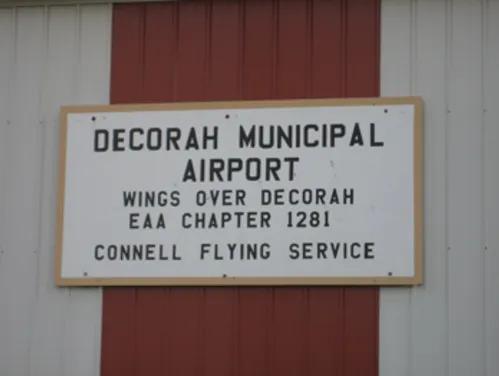 DECORAH MUNICIPAL
AIRPORT
WINGS OVER DECORAH
EAA CHAPTER 1281
CONNELL FLYING SERVICE